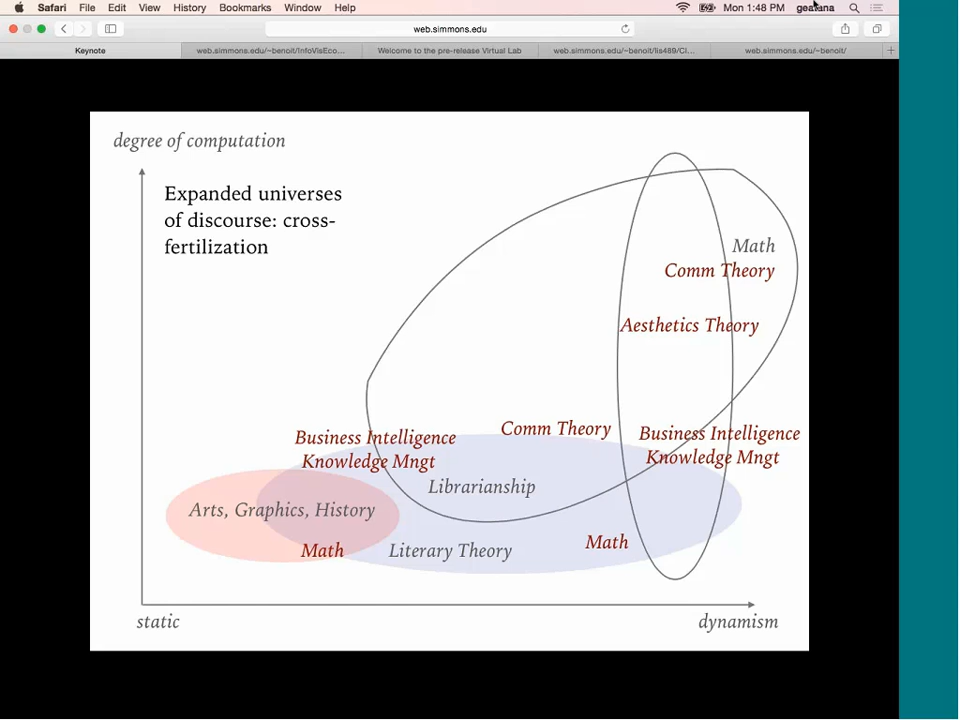 Safari File Edit View History Bookmarks Window Help Mon 1:48 PM
web.simmons.edu
Keynote web.simmons.edu/~benoit/InfoVisEco... Welcome to the pre-release Virtual Lab web.simmons.edu/~benoit/lis489/Cl... web.simmons.edu/~benoit/
degree of computation
Expanded universes
of discourse: cross-
fertilization
Math
Comm Theory
Aesthetics Theory
Comm Theory
Business Intelligence
Knowledge Mngt
Business Intelligence
Knowledge Mngt
Librarianship
Arts, Graphics, History
Math
Literary Theory
Math
static
dynamism